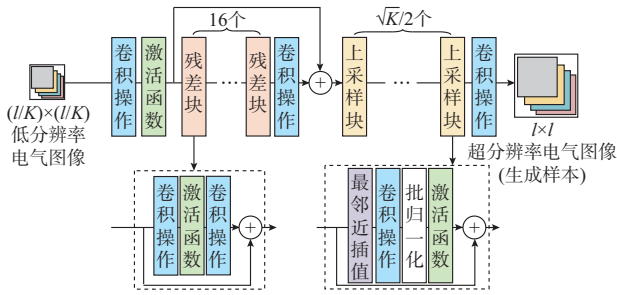 16个
√K/2个
卷积操作
激活函数
残差块
···
残差块
卷积操作
+
上采样块
···
上采样块
卷积操作
(l/K)×(l/K)
低分辨率
电气图像
l×l
超分辨率电气图像
(生成样本)
卷积操作
激活函数
卷积操作
+
最邻近插值
卷积操作
批归一化
激活函数
+